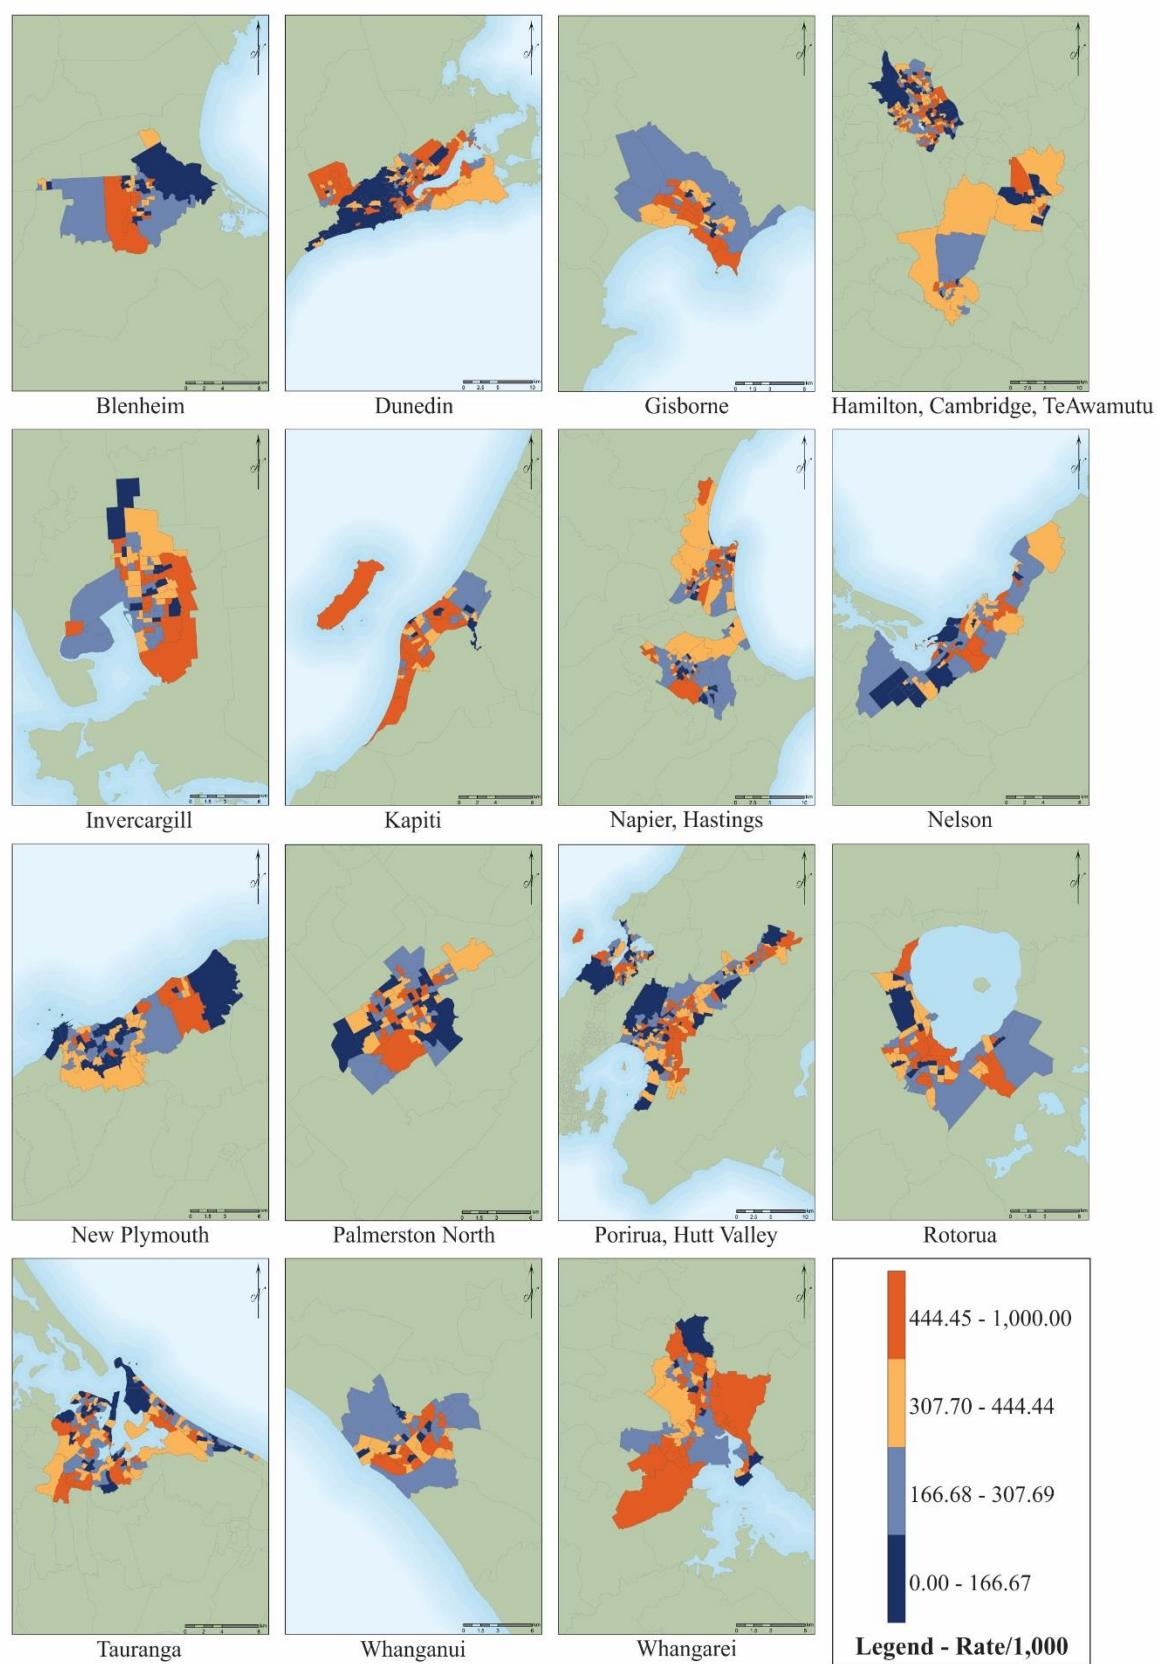 Blenheim
Dunedin
Gisborne
Hamilton, Cambridge, TeAwamutu
Invercargill
Kapiti
Napier, Hastings
Nelson
New Plymouth
Palmerston North
Porirua, Hutt Valley
Rotorua
Tauranga
Whanganui
Whangarei
444.45 - 1,000.00
307.70 - 444.44
166.68 - 307.69
0.00 - 166.67
Legend - Rate/1,000